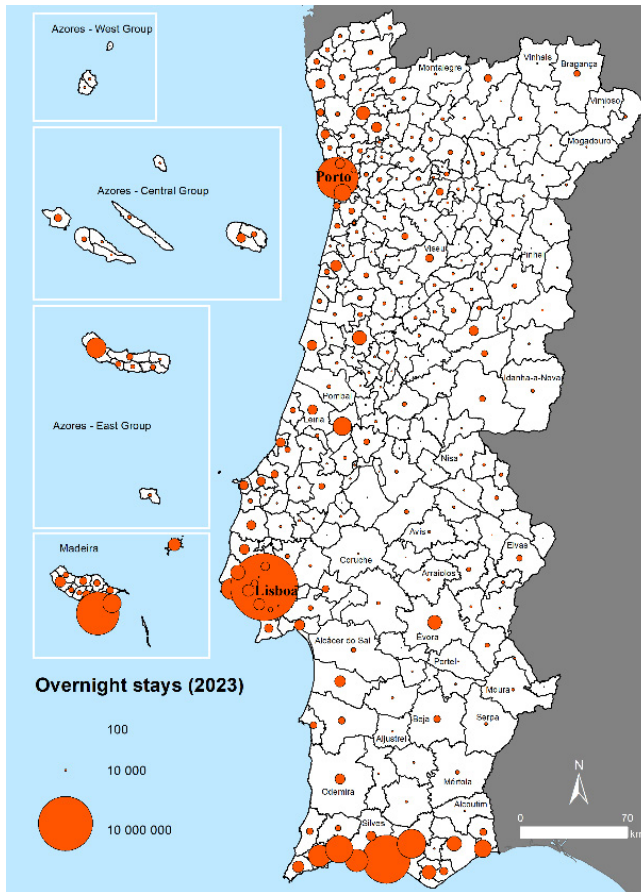 Azores - West Group
Azores - Central Group
Azores - East Group
Madeira
Montalegre
Vinhais
Bragança
Vimioso
Mogadouro
Porto
Viseu
Pinhel
Idanha-a-Nova
Pombal
Leiria
Nisa
Avis
Coruche
Elvas
Arraiolos
Lisboa
Évora
Alcácer do Sal
Portel
Moura
Beja
Serpa
Aljustrel
Mértola
Odemira
Alcoutim
Silves
Overnight stays (2023)
100
10 000
10 000 000
N
0 70
km